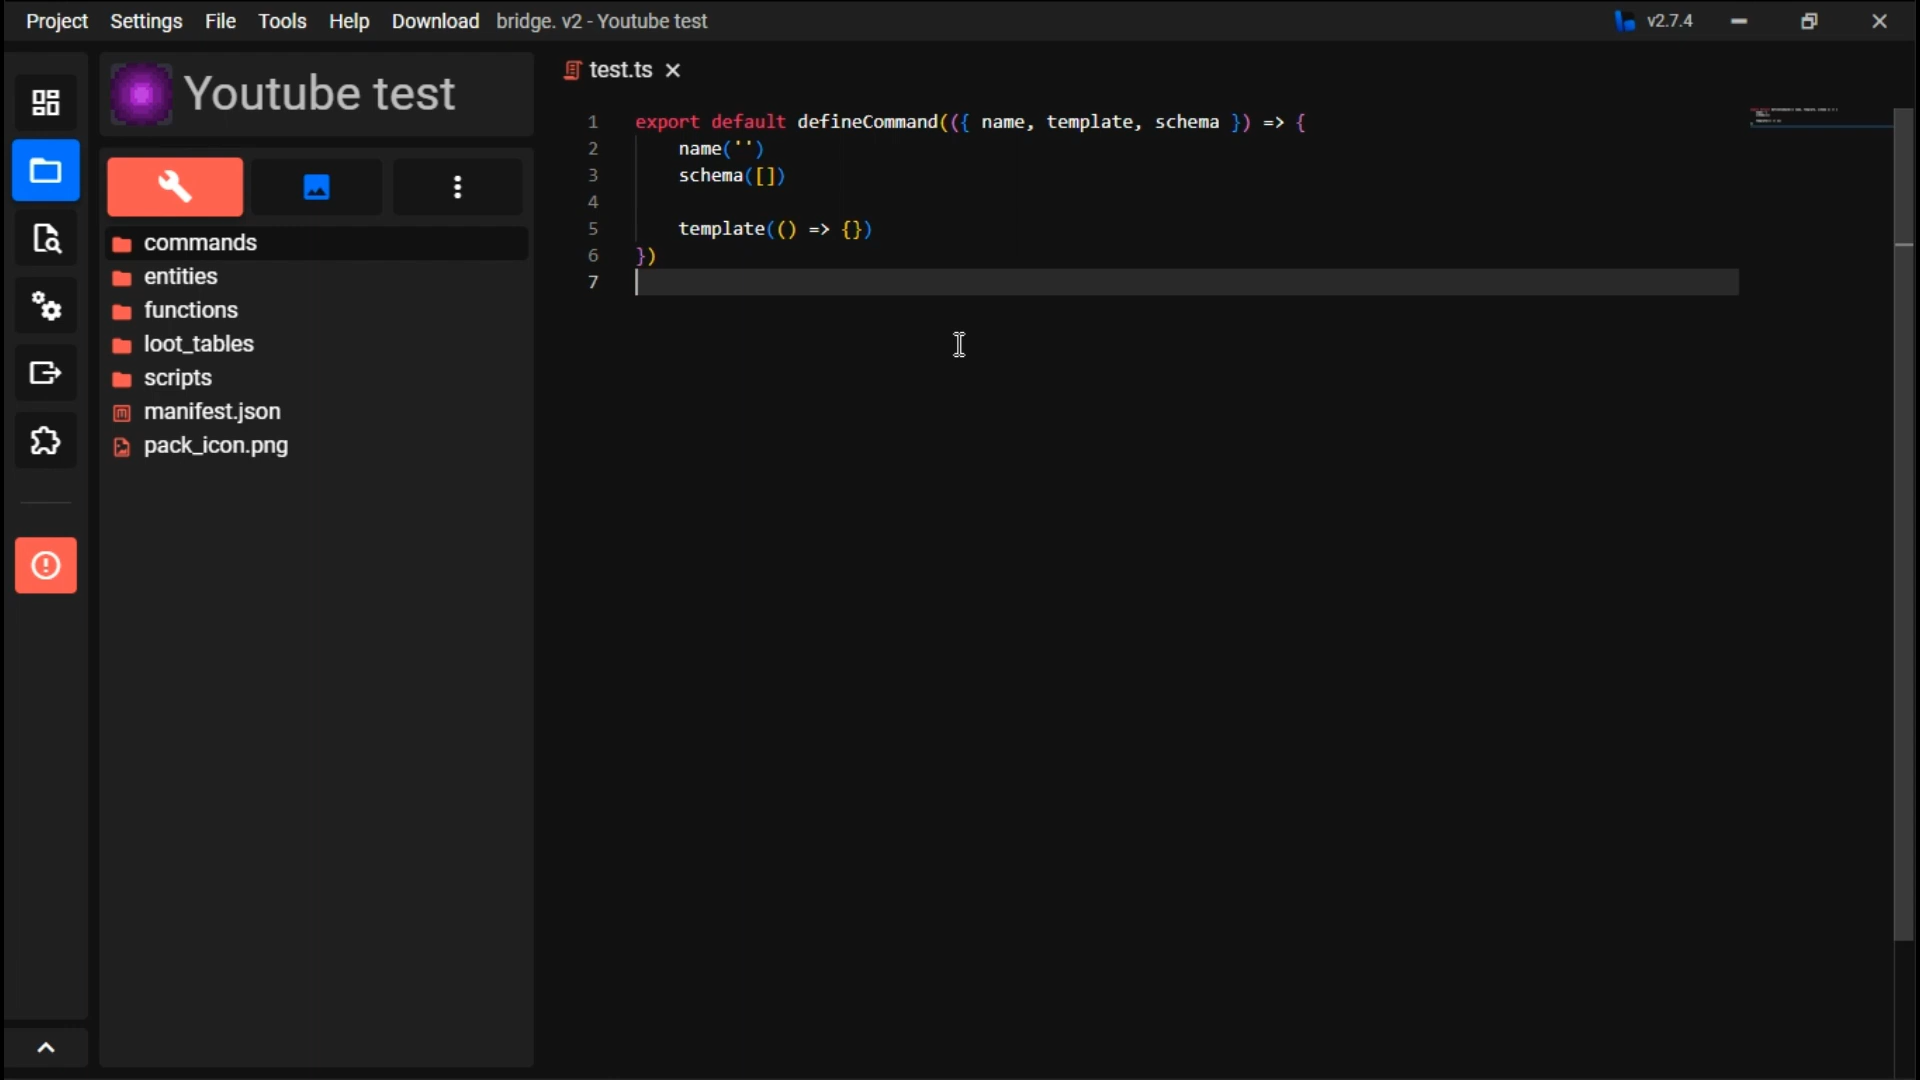 Project Settings File Tools Help Download bridge. v2 - Youtube test v2.7.4
Youtube test
commands
entities
functions
loot_tables
scripts
manifest.json
pack_icon.png
test.ts
1 export default defineCommand(({ name, template, schema }) => {
2 name('')
3 schema([])
4
5 template(() => {})
6 })
7